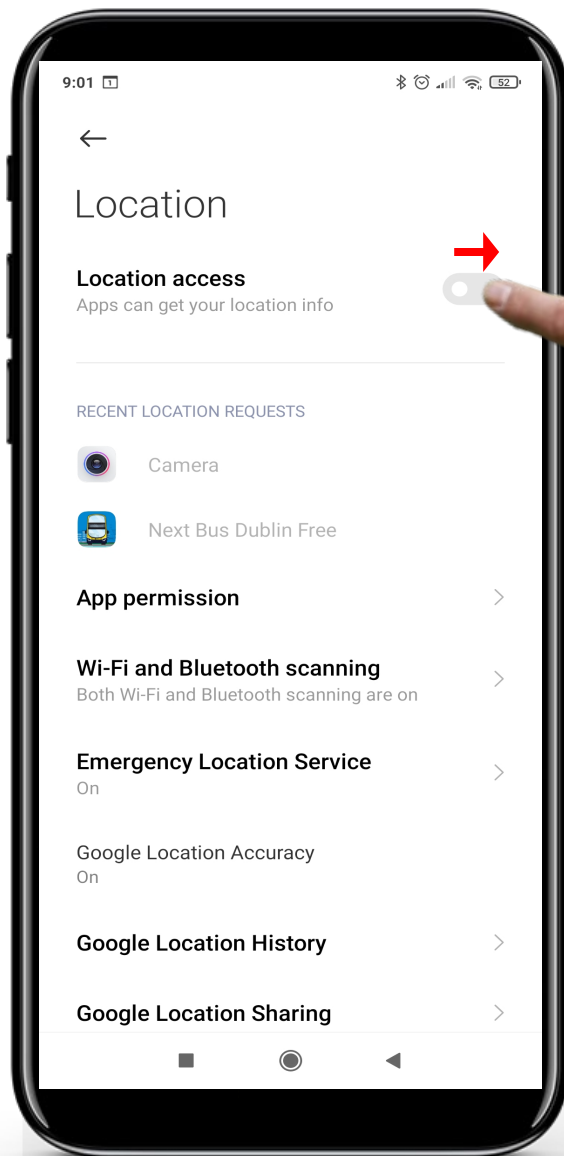 9:01 1 52
Location
Location access
Apps can get your location info
RECENT LOCATION REQUESTS
Camera
Next Bus Dublin Free
App permission
Wi-Fi and Bluetooth scanning
Both Wi-Fi and Bluetooth scanning are on
Emergency Location Service
On
Google Location Accuracy
On
Google Location History
Google Location Sharing